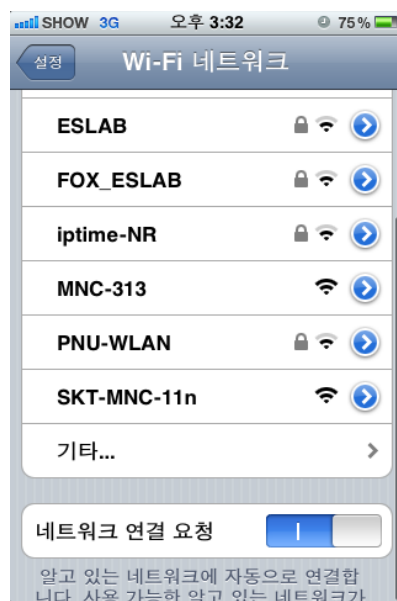 SHOW 3G 오후 3:32 75%
설정 Wi-Fi 네트워크
ESLAB
FOX_ESLAB
iptime-NR
MNC-313
PNU-WLAN
SKT-MNC-11n
기타...
네트워크 연결 요청
알고 있는 네트워크에 자동으로 연결합
니다. 사용 가능한 알고 있는 네트워크가